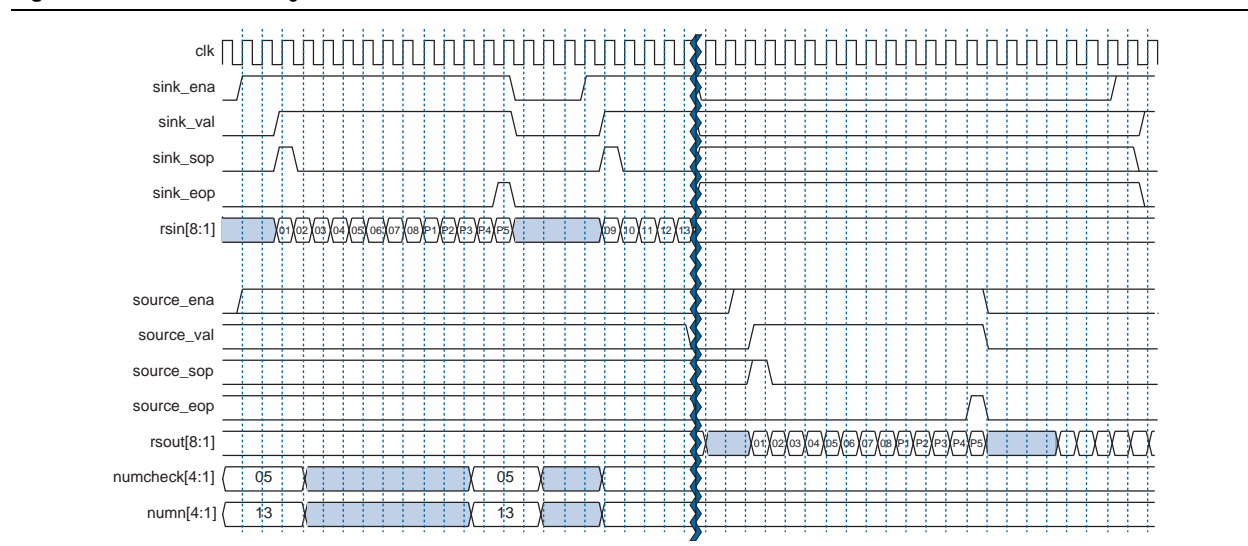 clk
sink_ena
sink_val
sink_sop
sink_eop
rsin[8:1] 01 02 03 04 05 06 07 08 P1 P2 P3 P4 P5 09 10 11 12 13
source_ena
source_val
source_sop
source_eop
rsout[8:1] 01 02 03 04 05 06 07 08 P1 P2 P3 P4 P5
numcheck[4:1] 05 05
numn[4:1] 13 13